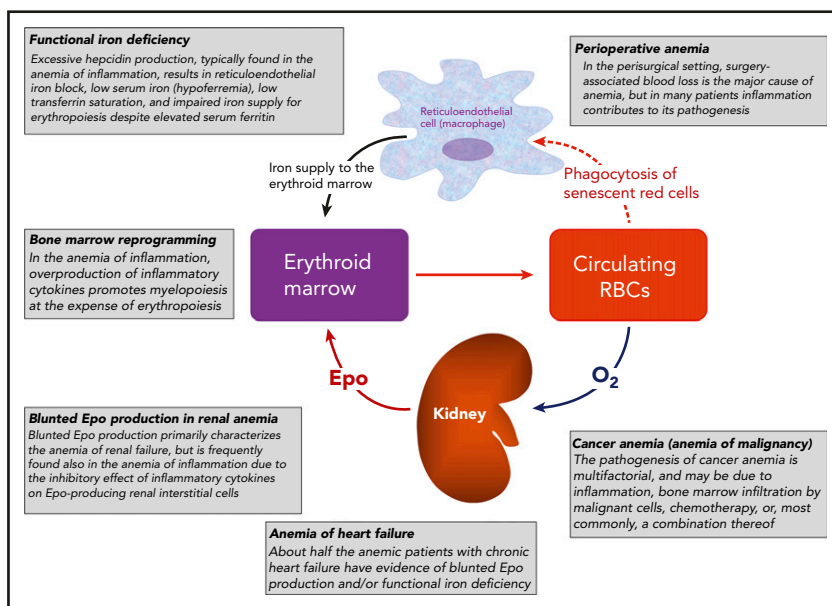 Functional iron deficiency
Excessive hepcidin production, typically found in the
anemia of inflammation, results in reticuloendothelial
iron block, low serum iron (hypoferremia), low
transferrin saturation, and impaired iron supply for
erythropoiesis despite elevated serum ferritin
Perioperative anemia
In the perisurgical setting, surgery-
associated blood loss is the major cause of
anemia, but in many patients inflammation
contributes to its pathogenesis
Reticuloendothelial
cell (macrophage)
Iron supply to the
erythroid marrow
Phagocytosis of
senescent red cells
Bone marrow reprogramming
In the anemia of inflammation,
overproduction of inflammatory
cytokines promotes myelopoiesis
at the expense of erythropoiesis
Erythroid
marrow
Circulating
RBCs
Epo
Kidney
O2
Blunted Epo production in renal anemia
Blunted Epo production primarily characterizes
the anemia of renal failure, but is frequently
found also in the anemia of inflammation due to
the inhibitory effect of inflammatory cytokines
on Epo-producing renal interstitial cells
Cancer anemia (anemia of malignancy)
The pathogenesis of cancer anemia is
multifactorial, and may be due to
inflammation, bone marrow infiltration by
malignant cells, chemotherapy, or, most
commonly, a combination thereof
Anemia of heart failure
About half the anemic patients with chronic
heart failure have evidence of blunted Epo
production and/or functional iron deficiency